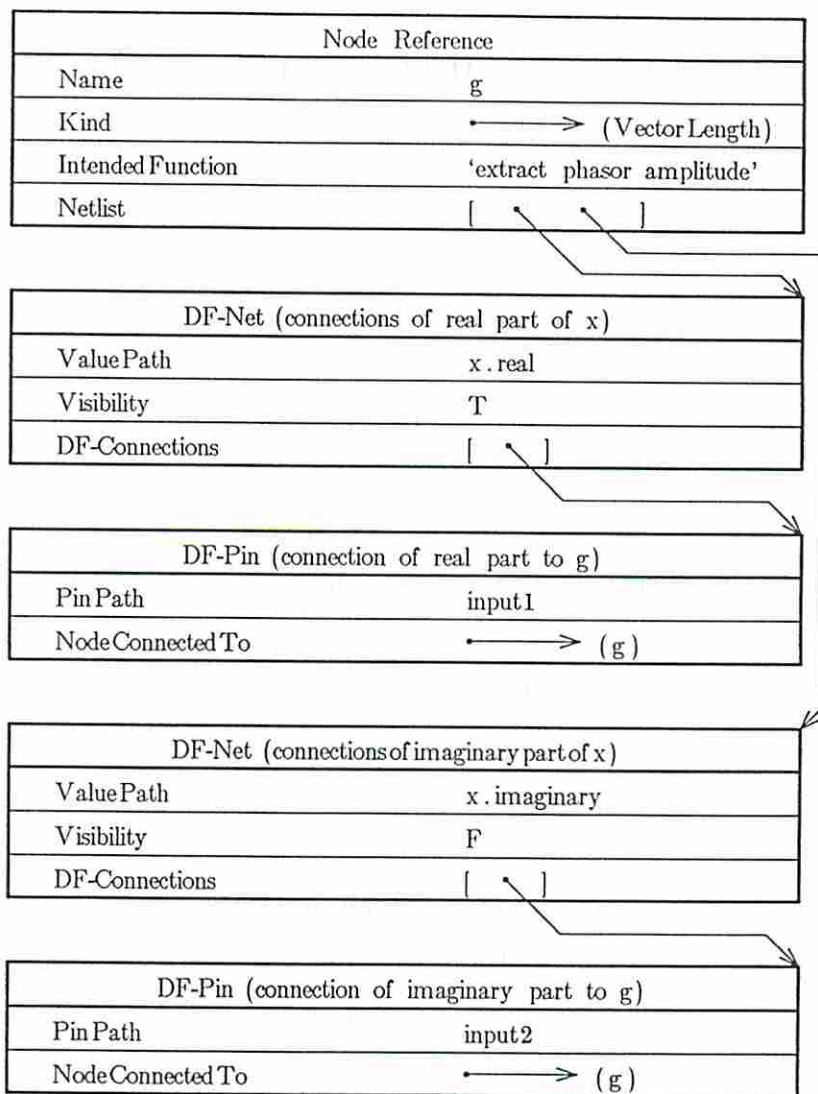 Node Reference
Name g
Kind (Vector Length)
Intended Function 'extract phasor amplitude'
Netlist [ ]
DF-Net (connections of real part of x)
Value Path x . real
Visibility T
DF-Connections [ ]
DF-Pin (connection of real part to g)
Pin Path input1
Node Connected To (g)
DF-Net (connections of imaginary part of x)
Value Path x . imaginary
Visibility F
DF-Connections [ ]
DF-Pin (connection of imaginary part to g)
Pin Path input2
Node Connected To (g)